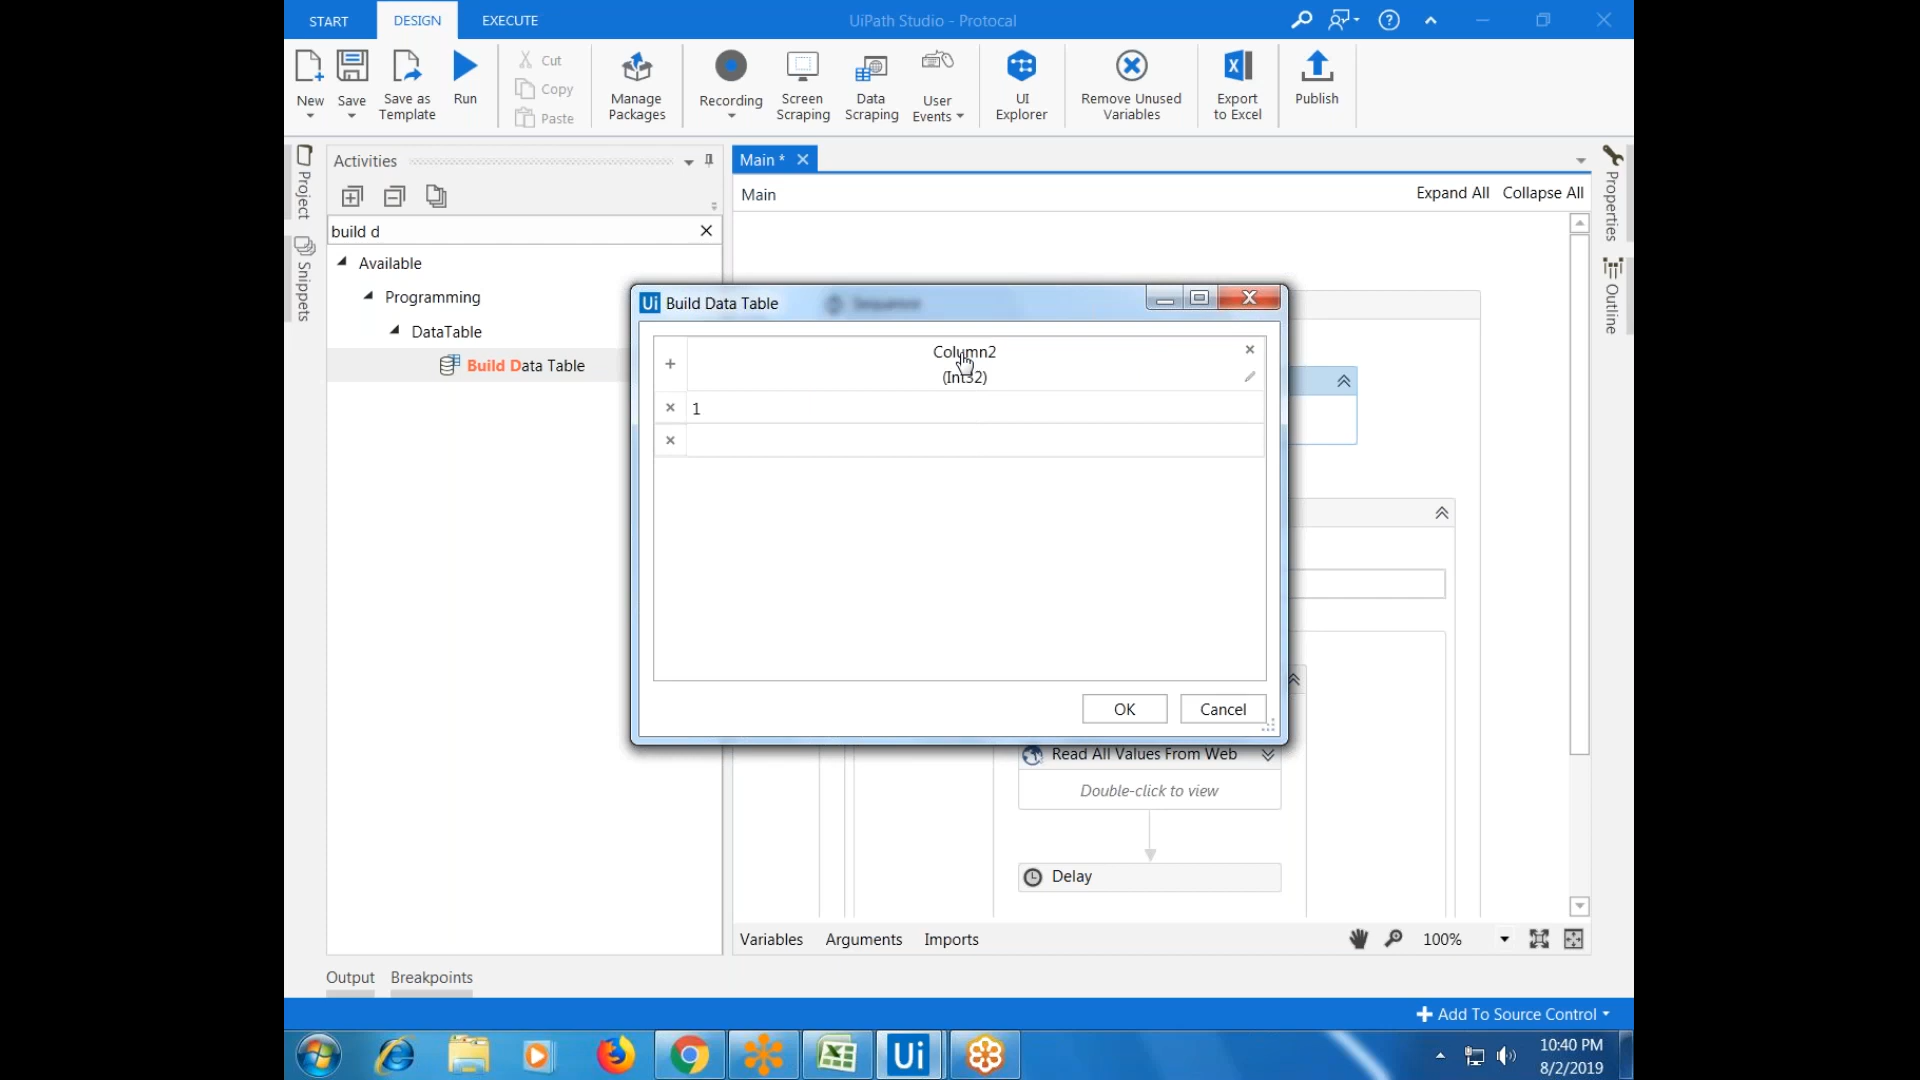 START
DESIGN
EXECUTE
UiPath Studio - Protocal
New
Save
Save as
Template
Run
Cut
Copy
Paste
Manage
Packages
Recording
Screen
Scraping
Data
Scraping
User
Events
UI
Explorer
Remove Unused
Variables
Export
to Excel
Publish
Project
Snippets
Activities
build d
Available
Programming
DataTable
Build Data Table
Main *
Main
Expand All
Collapse All
Properties
Outline
Ui Build Data Table
Sequence
Column2
(Int32)
1
OK
Cancel
Read All Values From Web
Double-click to view
Delay
Variables
Arguments
Imports
100%
Output
Breakpoints
Add To Source Control
Ui
10:40 PM
8/2/2019